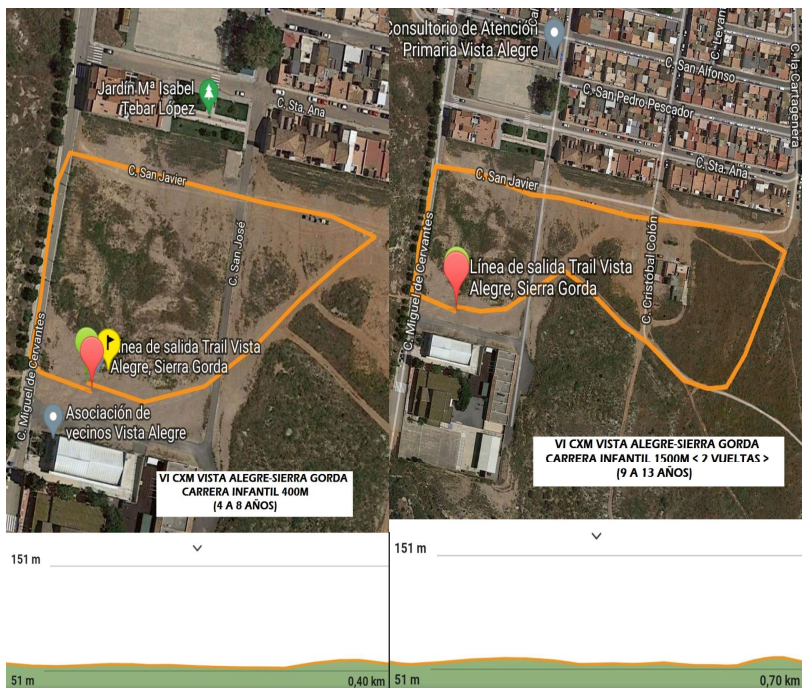 Jardín Mª Isabel
Tebar López
C. Sta. Ana
C. San Javier
C. San José
C. Miguel de Cervantes
Línea de salida Trail Vista
Alegre, Sierra Gorda
Asociación de
vecinos Vista Alegre
VI CXM VISTA ALEGRE-SIERRA GORDA
CARRERA INFANTIL 400M
(4 A 8 AÑOS)
151 m
51 m
0,40 km
Consultorio de Atención
Primaria Vista Alegre
C. Levan
C. la Cartagenera
C. San Alfonso
C. San Pedro Pescador
C. Sta. Ana
C. San Javier
C. Miguel de Cervantes
C. Cristóbal Colón
Línea de salida Trail Vista
Alegre, Sierra Gorda
VI CXM VISTA ALEGRE-SIERRA GORDA
CARRERA INFANTIL 1500M < 2 VUELTAS >
(9 A 13 AÑOS)
151 m
51 m
0,70 km